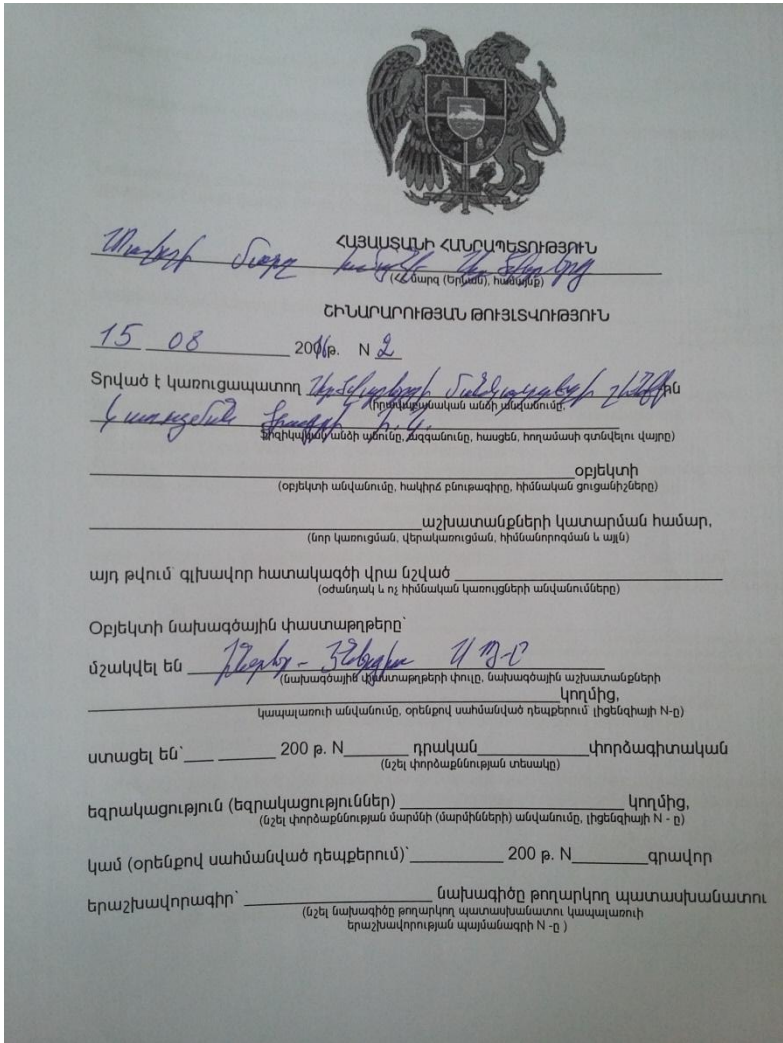 ՀԱՅԱՍՏԱՆԻ ՀԱՆՐԱՊԵՏՈՒԹՅՈՒՆ
մարզ
(ՀՀ մարզ (Երևան), համայնք)
ՇԻՆԱՐԱՐՈՒԹՅԱՆ ԹՈՒՅԼՏՎՈՒԹՅՈՒՆ
15 08 2016թ. N 2
Տրված է կառուցապատող ին
(իրավաբանական անձի անվանումը,
ֆիզիկական անձի անունը, ազգանունը, հասցեն, հողամասի գտնվելու վայրը)
օբյեկտի
(օբյեկտի անվանումը, հակիրճ բնութագիրը, հիմնական ցուցանիշները)
աշխատանքների կատարման համար,
(նոր կառուցման, վերակառուցման, հիմնանորոգման և այլն)
այդ թվում՝ գլխավոր հատակագծի վրա նշված
(օժանդակ և ոչ հիմնական կառույցների անվանումները)
Օբյեկտի նախագծային փաստաթղթերը՝
մշակվել են ՍՊԸ
(նախագծային փաստաթղթերի փուլը, նախագծային աշխատանքների
կողմից,
կապալառուի անվանումը, օրենքով սահմանված դեպքերում՝ լիցենզիայի N-ը)
ստացել են՝ 200 թ. N դրական փորձագիտական
(նշել փորձաքննության տեսակը)
եզրակացություն (եզրակացություններ) կողմից,
(նշել փորձաքննության մարմնի (մարմինների) անվանումը, լիցենզիայի N - ը)
կամ (օրենքով սահմանված դեպքերում)՝ 200 թ. N գրավոր
երաշխավորագիր՝ նախագիծը թողարկող պատասխանատու
(նշել նախագիծը թողարկող պատասխանատու կապալառուի
երաշխավորության պայմանագրի N -ը )